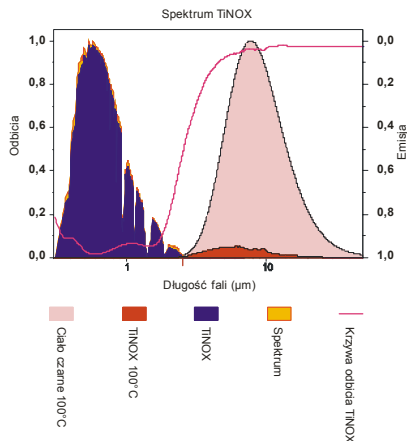 Spektrum TiNOX
1,0
0,8
0,6
0,4
0,2
0,0
Odbicia
0,0
0,2
0,4
0,6
0,8
1,0
Emisja
1
10
Długość fali (µm)
Ciało czarne 100°C
TiNOX 100°C
TiNOX
Spektrum
Krzywa odbicia TiNOX